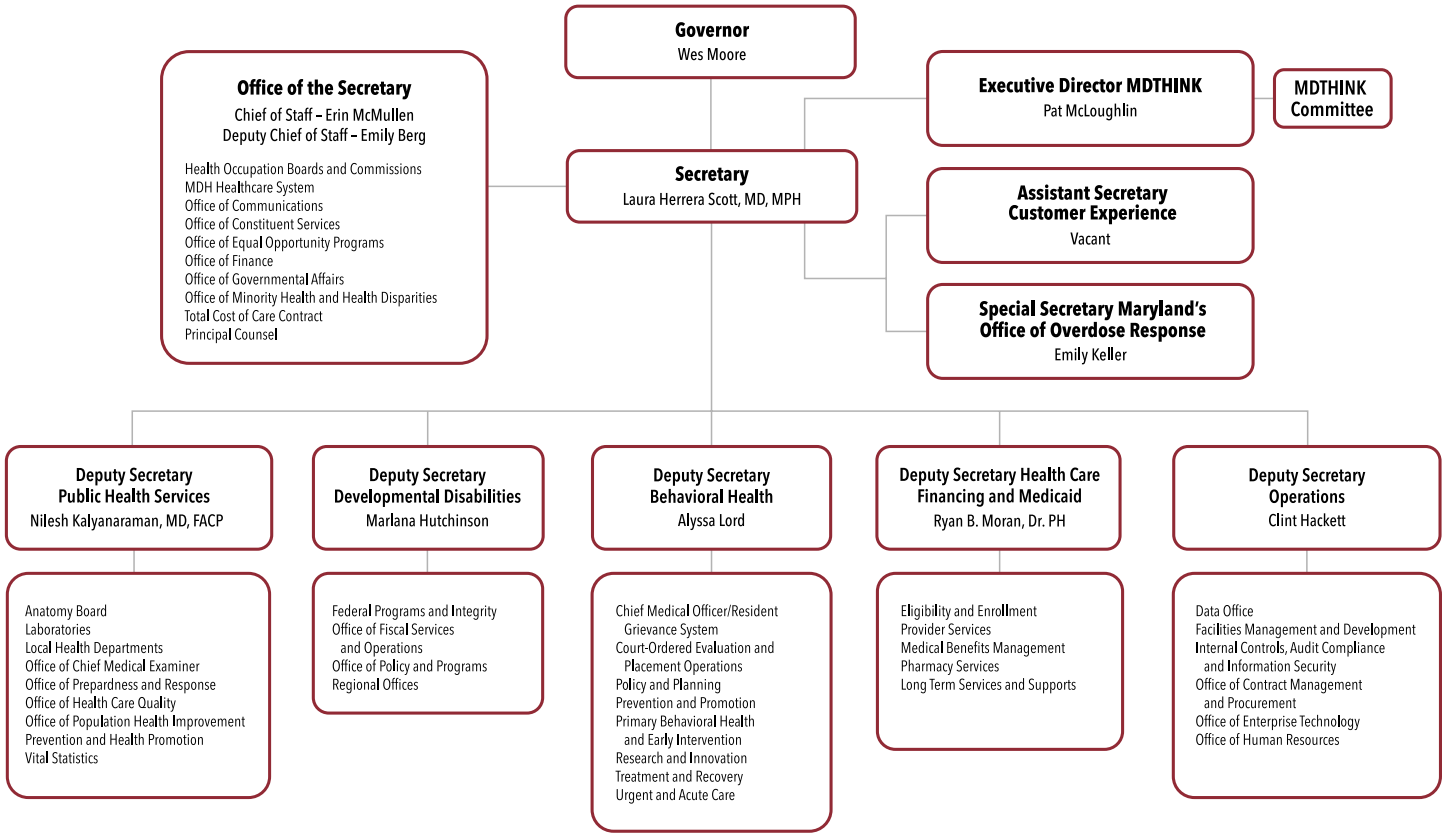 Governor
Wes Moore
Office of the Secretary
Chief of Staff – Erin McMullen
Deputy Chief of Staff – Emily Berg
Health Occupation Boards and Commissions
MDH Healthcare System
Office of Communications
Office of Constituent Services
Office of Equal Opportunity Programs
Office of Finance
Office of Governmental Affairs
Office of Minority Health and Health Disparities
Total Cost of Care Contract
Principal Counsel
Executive Director MDTHINK
Pat McLoughlin
MDTHINK
Committee
Secretary
Laura Herrera Scott, MD, MPH
Assistant Secretary
Customer Experience
Vacant
Special Secretary Maryland’s
Office of Overdose Response
Emily Keller
Deputy Secretary
Public Health Services
Nilesh Kalyanaraman, MD, FACP
Anatomy Board
Laboratories
Local Health Departments
Office of Chief Medical Examiner
Office of Prepardness and Response
Office of Health Care Quality
Office of Population Health Improvement
Prevention and Health Promotion
Vital Statistics
Deputy Secretary
Developmental Disabilities
Marlana Hutchinson
Federal Programs and Integrity
Office of Fiscal Services
and Operations
Office of Policy and Programs
Regional Offices
Deputy Secretary
Behavioral Health
Alyssa Lord
Chief Medical Officer/Resident
Grievance System
Court-Ordered Evaluation and
Placement Operations
Policy and Planning
Prevention and Promotion
Primary Behavioral Health
and Early Intervention
Research and Innovation
Treatment and Recovery
Urgent and Acute Care
Deputy Secretary Health Care
Financing and Medicaid
Ryan B. Moran, Dr. PH
Eligibility and Enrollment
Provider Services
Medical Benefits Management
Pharmacy Services
Long Term Services and Supports
Deputy Secretary
Operations
Clint Hackett
Data Office
Facilities Management and Development
Internal Controls, Audit Compliance
and Information Security
Office of Contract Management
and Procurement
Office of Enterprise Technology
Office of Human Resources